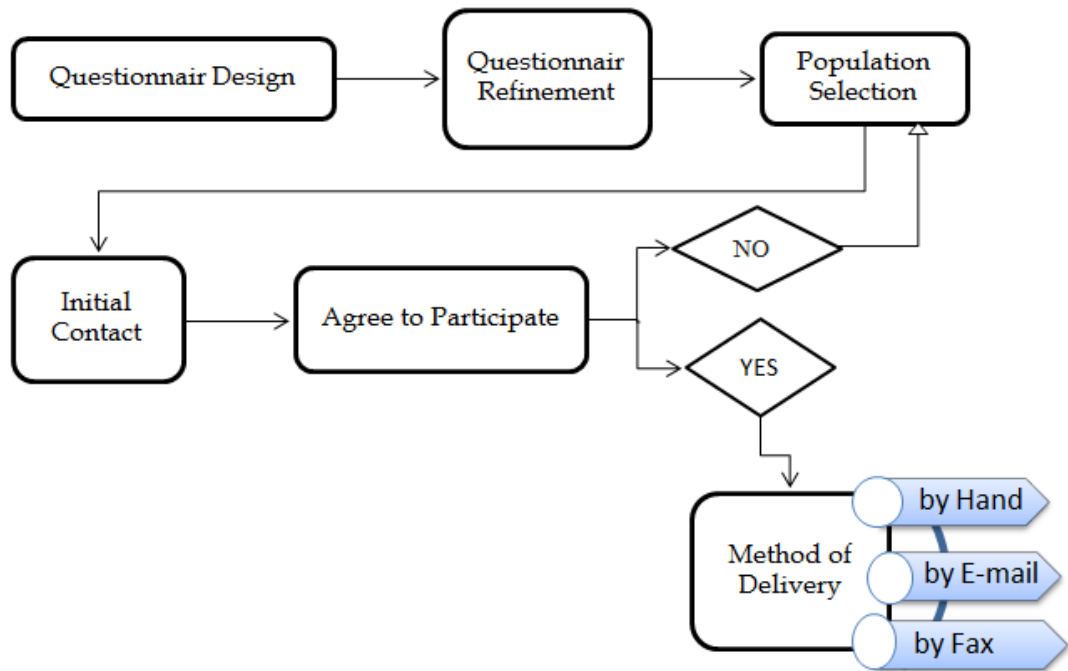 Questionnair Design
Questionnair
Refinement
Population
Selection
Initial
Contact
Agree to Participate
NO
YES
Method of
Delivery
by Hand
by E-mail
by Fax